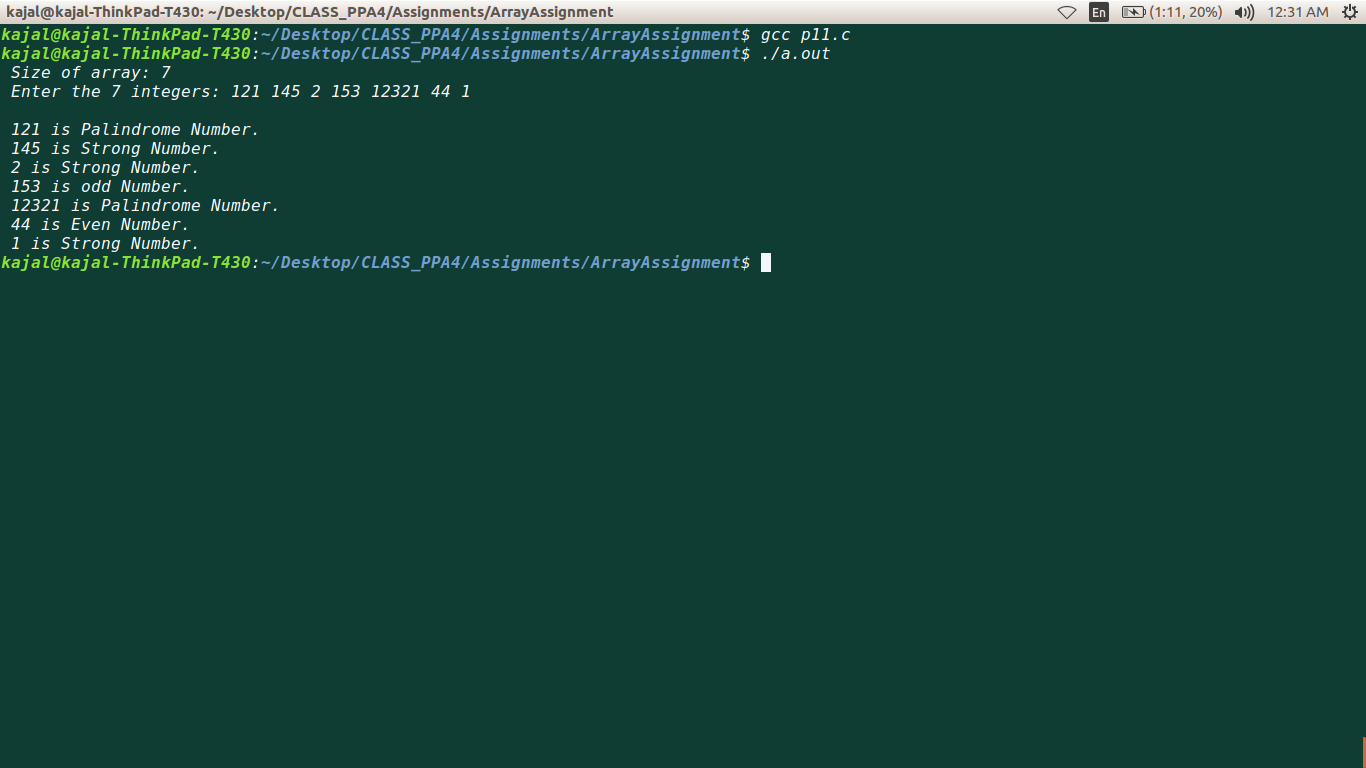 kajal@kajal-ThinkPad-T430: ~/Desktop/CLASS_PPA4/Assignments/ArrayAssignment En (1:11, 20%) 12:31 AM
kajal@kajal-ThinkPad-T430:~/Desktop/CLASS_PPA4/Assignments/ArrayAssignment$ gcc p11.c
kajal@kajal-ThinkPad-T430:~/Desktop/CLASS_PPA4/Assignments/ArrayAssignment$ ./a.out
Size of array: 7
Enter the 7 integers: 121 145 2 153 12321 44 1
121 is Palindrome Number.
145 is Strong Number.
2 is Strong Number.
153 is odd Number.
12321 is Palindrome Number.
44 is Even Number.
1 is Strong Number.
kajal@kajal-ThinkPad-T430:~/Desktop/CLASS_PPA4/Assignments/ArrayAssignment$